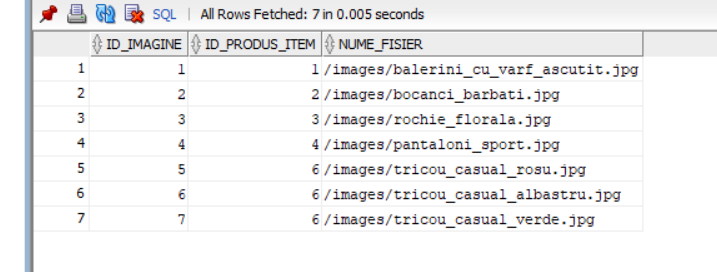 SQL | All Rows Fetched: 7 in 0.005 seconds
ID_IMAGINE ID_PRODUS_ITEM NUME_FISIER
1 1 1 /images/balerini_cu_varf_ascutit.jpg
2 2 2 /images/bocanci_barbati.jpg
3 3 3 /images/rochie_florala.jpg
4 4 4 /images/pantaloni_sport.jpg
5 5 6 /images/tricou_casual_rosu.jpg
6 6 6 /images/tricou_casual_albastru.jpg
7 7 6 /images/tricou_casual_verde.jpg